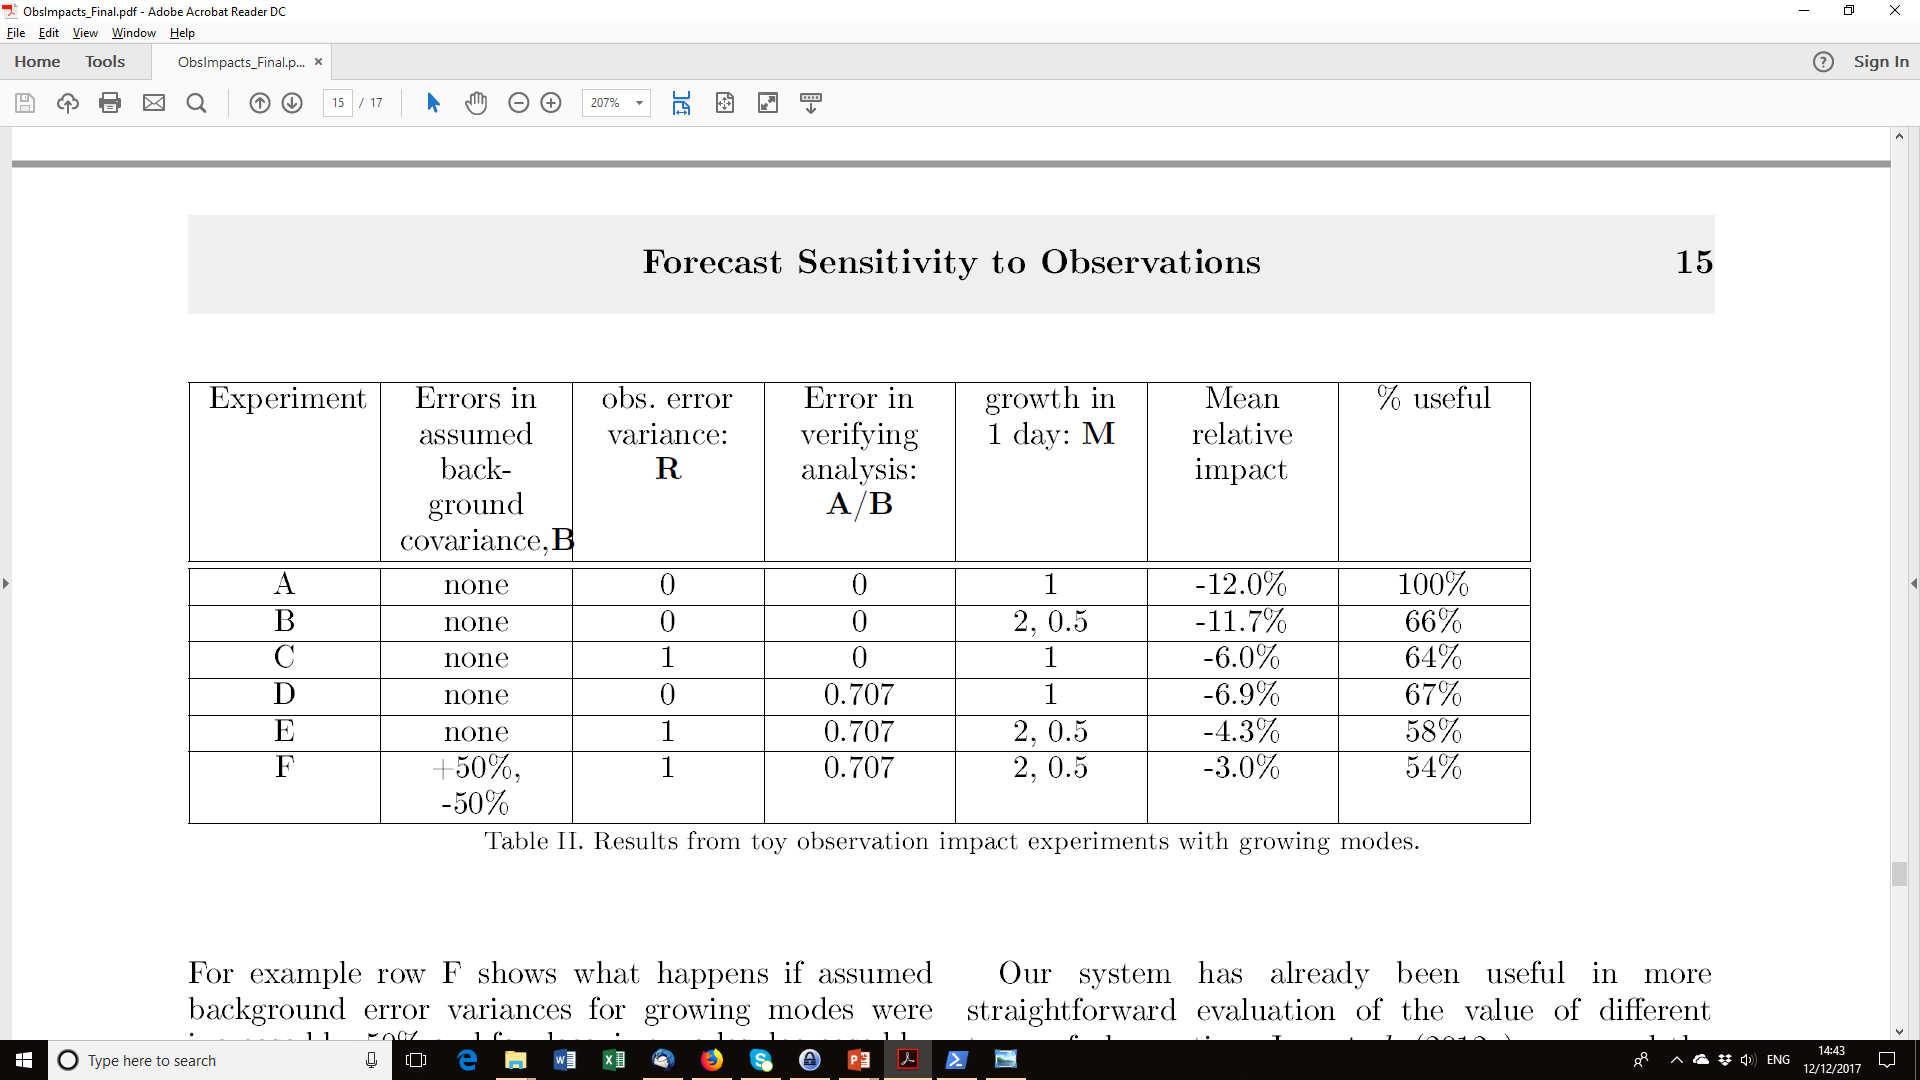 ObsImpacts_Final.pdf - Adobe Acrobat Reader DC
File Edit View Window Help
Home Tools ObsImpacts_Final.p... × ? Sign In
15 / 17 207%
Forecast Sensitivity to Observations 15
Experiment Errors in obs. error Error in growth in Mean % useful
assumed variance: verifying 1 day: M relative
back- R analysis: impact
ground A/B
covariance,B
A none 0 0 1 -12.0% 100%
B none 0 0 2, 0.5 -11.7% 66%
C none 1 0 1 -6.0% 64%
D none 0 0.707 1 -6.9% 67%
E none 1 0.707 2, 0.5 -4.3% 58%
F +50%, 1 0.707 2, 0.5 -3.0% 54%
-50%
Table II. Results from toy observation impact experiments with growing modes.
For example row F shows what happens if assumed
background error variances for growing modes were
Our system has already been useful in more
straightforward evaluation of the value of different
Type here to search
ENG
14:43
12/12/2017